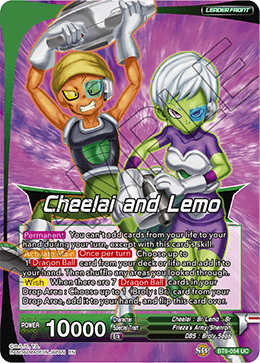 LEADER FRONT
Cheelai and Lemo
Permanent You can't add cards from your life to your
hand during your turn, except with this card's skill.
Activate:Main Once per turn Choose up to
1 Dragon Ball card from your deck or life and add it to
your hand. Then shuffle any areas you looked through.
Wish When there are 7 Dragon Ball cards in your
Drop Area : Choose up to 1 ‹Broly : Br› card from your
Drop Area, add it to your hand, and flip this card over.
POWER
10000
Character
Cheelai : Br/Lemo : Br
Special Trait
Frieza's Army/Shenron
Era
Broly Saga
BT6-054 UC